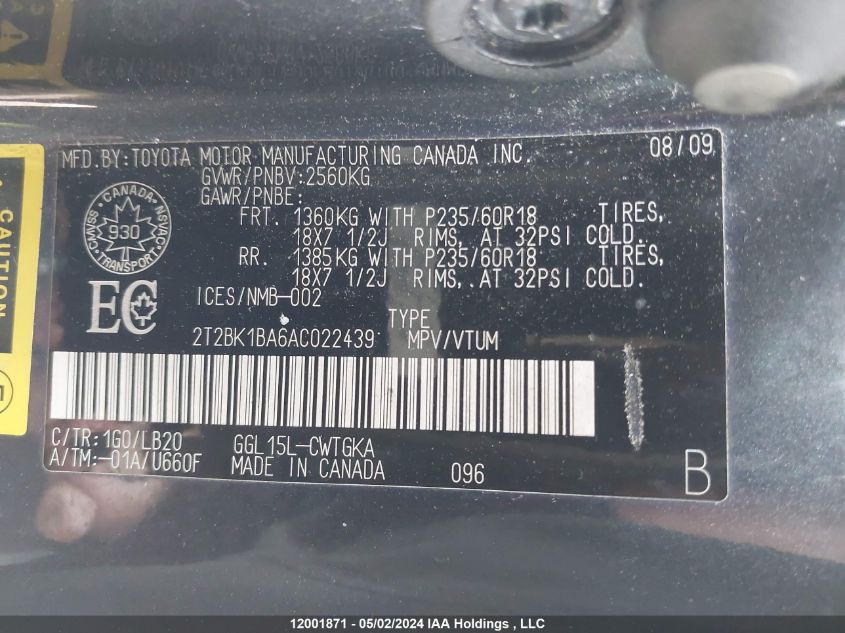 MFD.BY:TOYOTA MOTOR MANUFACTURING CANADA INC. 08/09
GVWR/PNBV:2560KG
GAWR/PNBE:
FRT. 1360KG WITH P235/60R18 TIRES,
18X7 1/2J RIMS, AT 32PSI COLD.
RR. 1385KG WITH P235/60R18 TIRES,
18X7 1/2J RIMS, AT 32PSI COLD.
CANADA
CMVSS 930 NSVAC
TRANSPORT
EC
ICES/NMB-002
TYPE
2T2BK1BA6AC022439 MPV/VTUM
C/TR:1G0/LB20 GGL15L-CWTGKA
A/TM:-01A/U660F MADE IN CANADA 096
B
CAUTION
12001871 - 05/02/2024 IAA Holdings , LLC